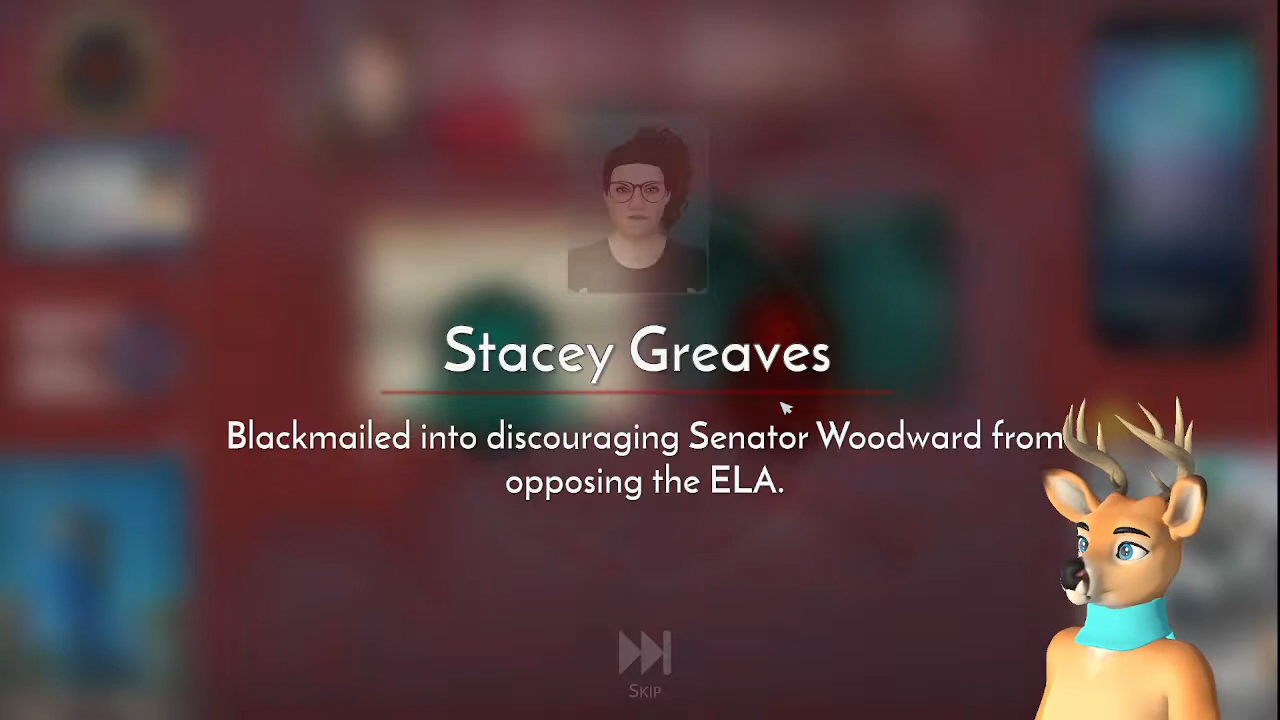 Stacey Greaves
Blackmailed into discouraging Senator Woodward from
opposing the ELA.
Skip